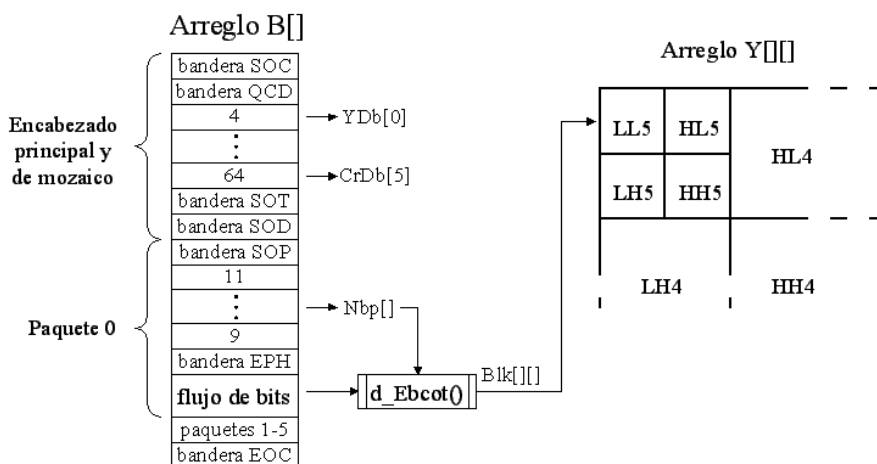 Arreglo B[]
bandera SOC
bandera QCD
4
64
bandera SOT
bandera SOD
bandera SOP
11
9
bandera EPH
flujo de bits
paquetes 1-5
bandera EOC
Encabezado
principal y
de mozaico
Paquete 0
YDb[0]
CrDb[5]
Nbp[]
d_Ebcot()
Blk[][]
Arreglo Y[][]
LL5 HL5
HL4
LH5 HH5
LH4 HH4